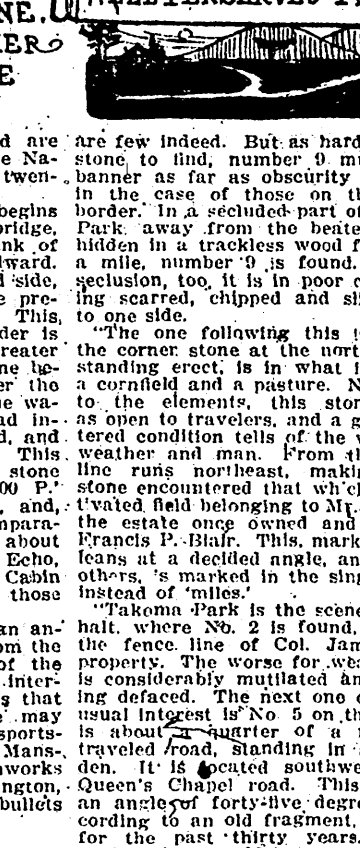 NE.
ER
E
d are
e Na-
twen-
begins
bridge,
nk of
lward.
l side,
e pre-
This,
der is
reater
ne be-
er the
e wa-
ad in-
d, and
This
stone
00 P.'
, and,
mpara-
about
Echo,
Cabin
those
an an-
om the
of the
inter-
s that
may
sports-
Mans-
hworks
ington,
bullets
are few indeed. But as hard
stone to find, number 9 m
banner as far as obscurity
in the case of those on th
border. In a secluded part o
Park away from the beate
hidden in a trackless wood f
a mile, number 9 is found.
seclusion, too, it is in poor c
ing scarred, chipped and sl
to one side.
"The one following this i
the corner stone at the nort
standing erect, is in what i
a cornfield and a pasture. N
to the elements, this stor
as open to travelers, and a g
tered condition tells of the v
weather and man. From th
line runs northeast, makin
stone encountered that which
tivated field belonging to Mr.
the estate once owned and
Francis P. Blair. This, mark
leans at a decided angle, an
others, is marked in the sing
instead of 'miles.'
"Takoma Park is the scene
halt, where No. 2 is found,
the fence line of Col. Jam
property. The worse for wea
is considerably mutilated an
ing defaced. The next one o
usual interest is No 5 on th
is about a quarter of a m
traveled road, standing in
den. It is located southwe
Queen's Chapel road. This
an angle of forty-five degre
cording to an old fragment,
for the past thirty years.